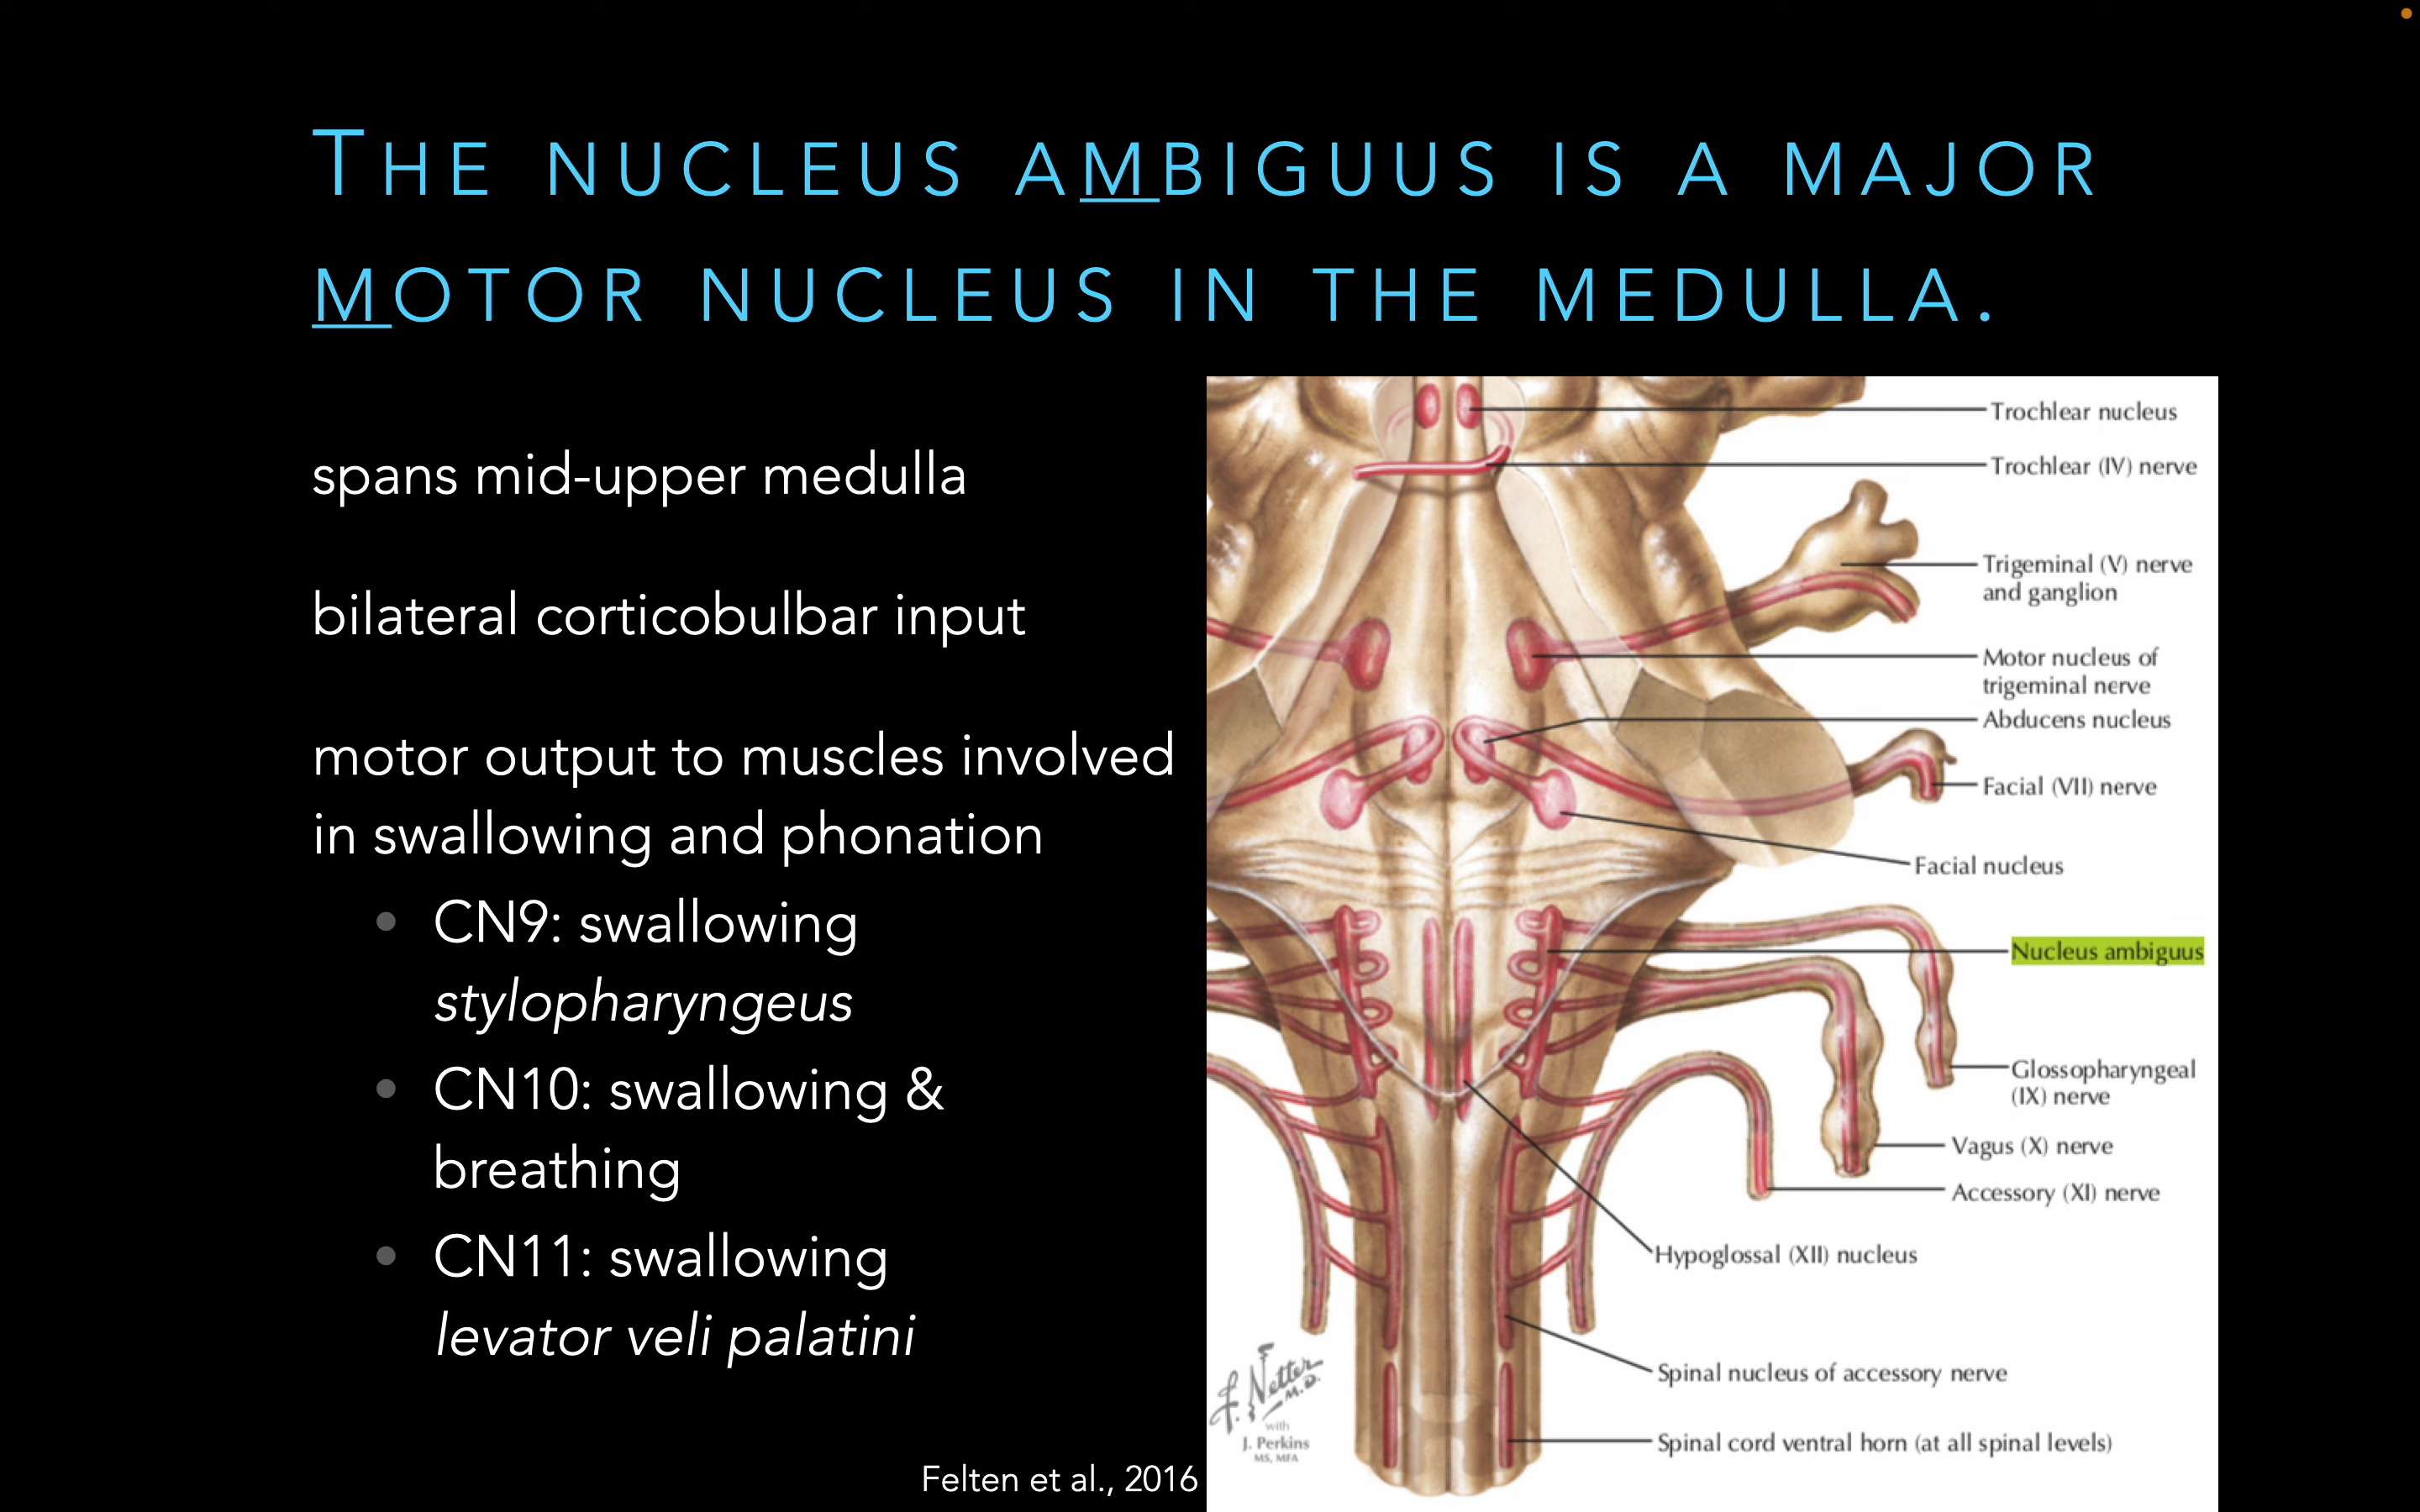 THE NUCLEUS AMBIGUUS IS A MAJOR
MOTOR NUCLEUS IN THE MEDULLA.
spans mid-upper medulla
bilateral corticobulbar input
motor output to muscles involved
in swallowing and phonation
• CN9: swallowing
stylopharyngeus
• CN10: swallowing &
breathing
• CN11: swallowing
levator veli palatini
Felten et al., 2016
Trochlear nucleus
Trochlear (IV) nerve
Trigeminal (V) nerve
and ganglion
Motor nucleus of
trigeminal nerve
Abducens nucleus
Facial (VII) nerve
Facial nucleus
Nucleus ambiguus
Glossopharyngeal
(IX) nerve
Vagus (X) nerve
Accessory (XI) nerve
Hypoglossal (XII) nucleus
Spinal nucleus of accessory nerve
Spinal cord ventral horn (at all spinal levels)
F. Netter
M.D.
with
J. Perkins
MS, MFA